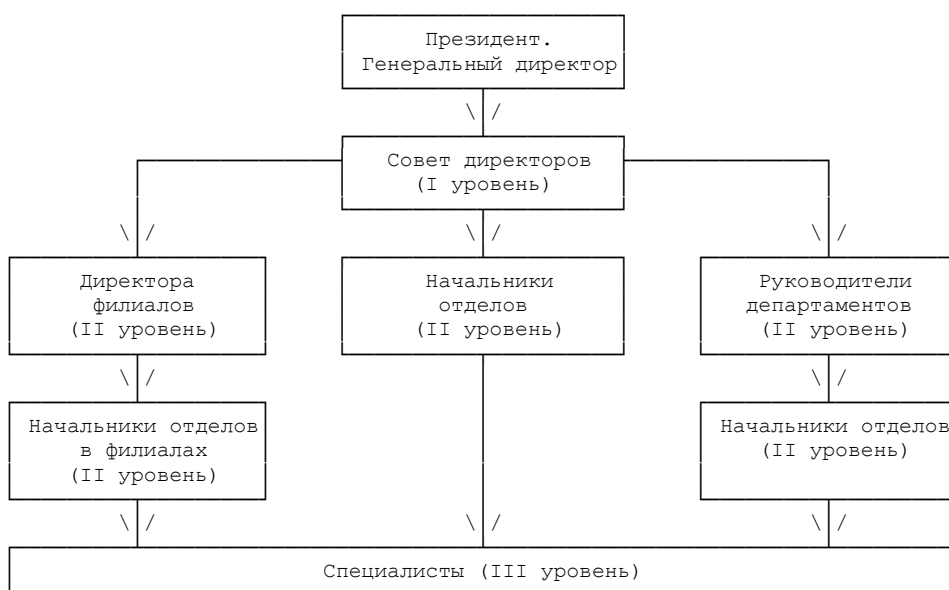 Президент.
Генеральный директор
Совет директоров
(I уровень)
Директора
филиалов
(II уровень)
Начальники
отделов
(II уровень)
Руководители
департаментов
(II уровень)
Начальники отделов
в филиалах
(II уровень)
Начальники отделов
(II уровень)
Специалисты (III уровень)